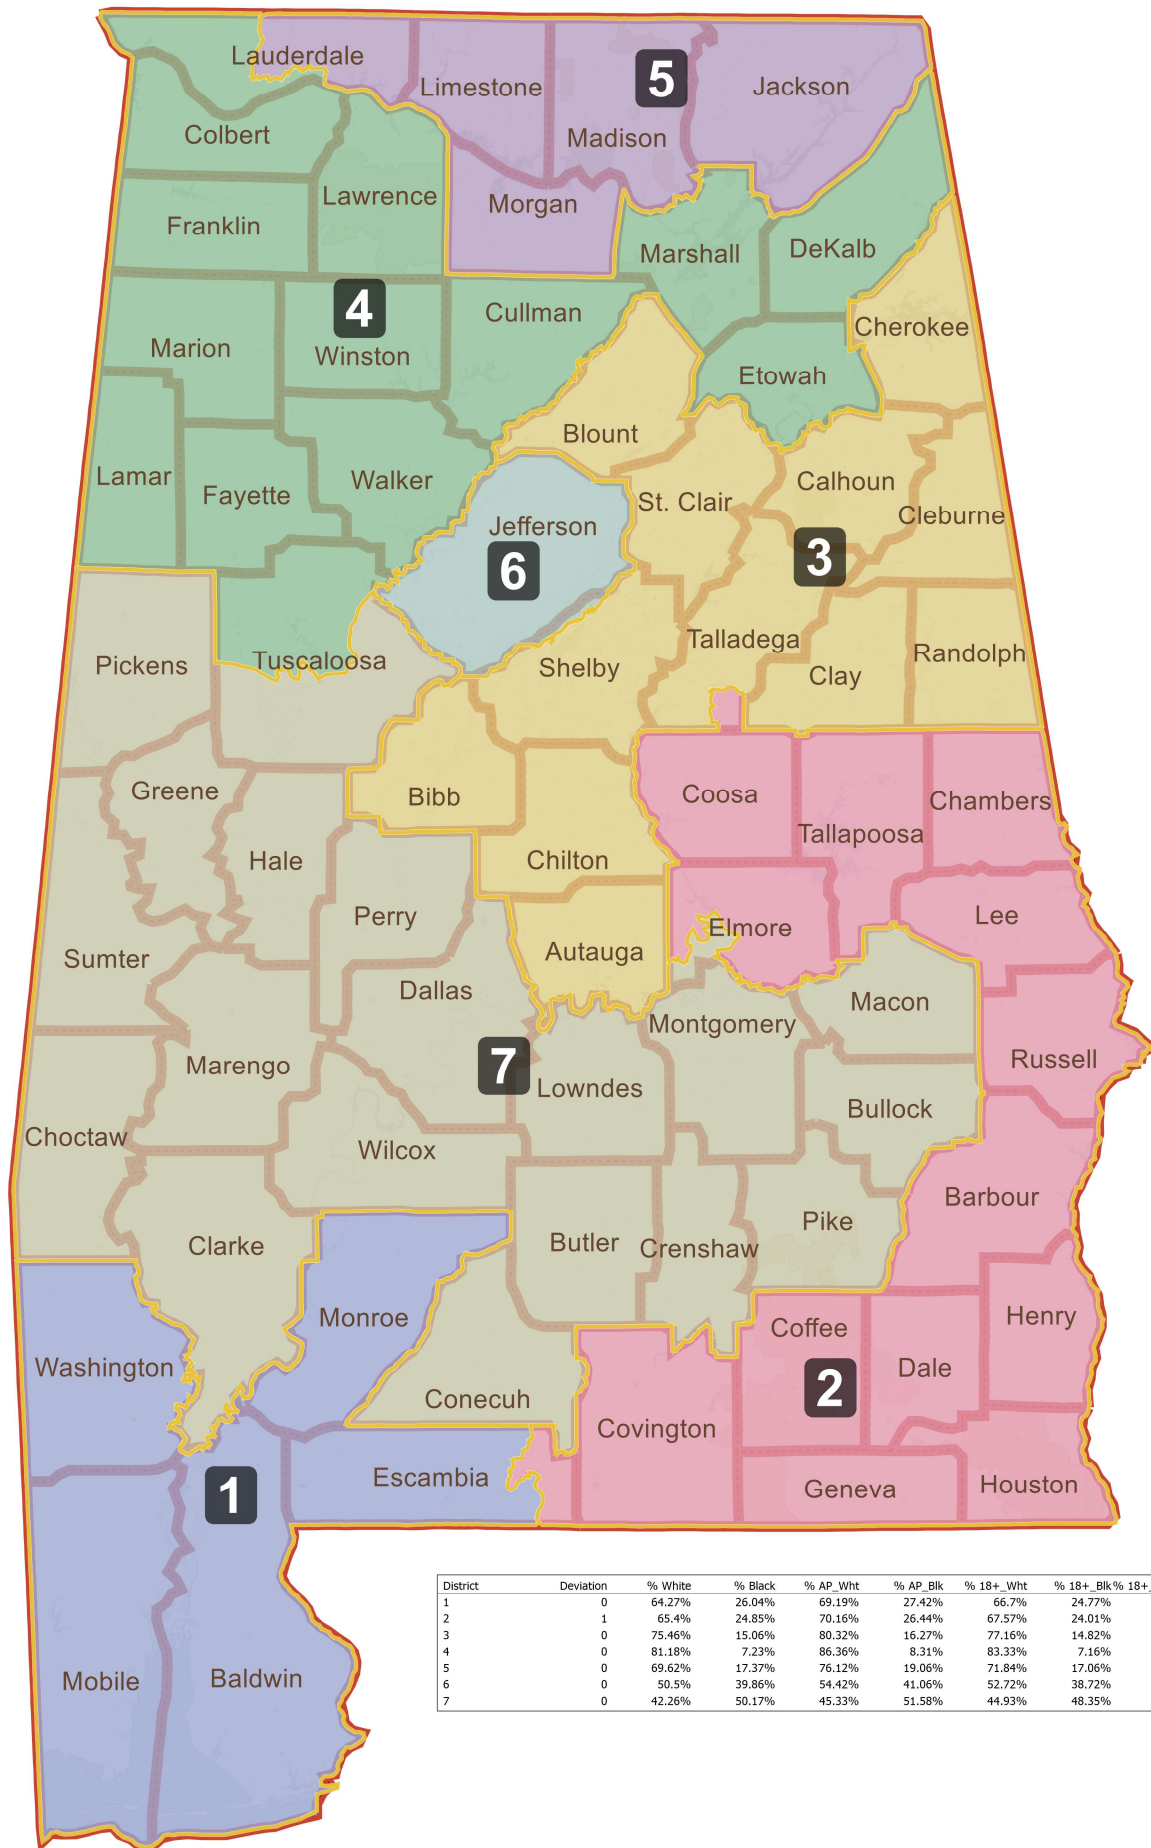 Lauderdale
Limestone
5
Jackson
Madison
Colbert
Lawrence
Morgan
Franklin
Marshall
DeKalb
4
Cullman
Cherokee
Marion
Winston
Etowah
Blount
Lamar
Fayette
Walker
St. Clair
Calhoun
Cleburne
Jefferson
6
3
Pickens
Tuscaloosa
Shelby
Talladega
Clay
Randolph
Greene
Bibb
Coosa
Chambers
Tallapoosa
Hale
Chilton
Perry
Lee
Elmore
Sumter
Autauga
Dallas
Macon
Montgomery
Marengo
7
Lowndes
Russell
Bullock
Choctaw
Wilcox
Barbour
Clarke
Butler
Crenshaw
Pike
Monroe
Coffee
Henry
Washington
Dale
2
Conecuh
Covington
Escambia
Geneva
Houston
1
Mobile
Baldwin
District Deviation % White % Black % AP_Wht % AP_Blk % 18+_Wht % 18+_Blk % 18+_
1 0 64.27% 26.04% 69.19% 27.42% 66.7% 24.77%
2 1 65.4% 24.85% 70.16% 26.44% 67.57% 24.01%
3 0 75.46% 15.06% 80.32% 16.27% 77.16% 14.82%
4 0 81.18% 7.23% 86.36% 8.31% 83.33% 7.16%
5 0 69.62% 17.37% 76.12% 19.06% 71.84% 17.06%
6 0 50.5% 39.86% 54.42% 41.06% 52.72% 38.72%
7 0 42.26% 50.17% 45.33% 51.58% 44.93% 48.35%